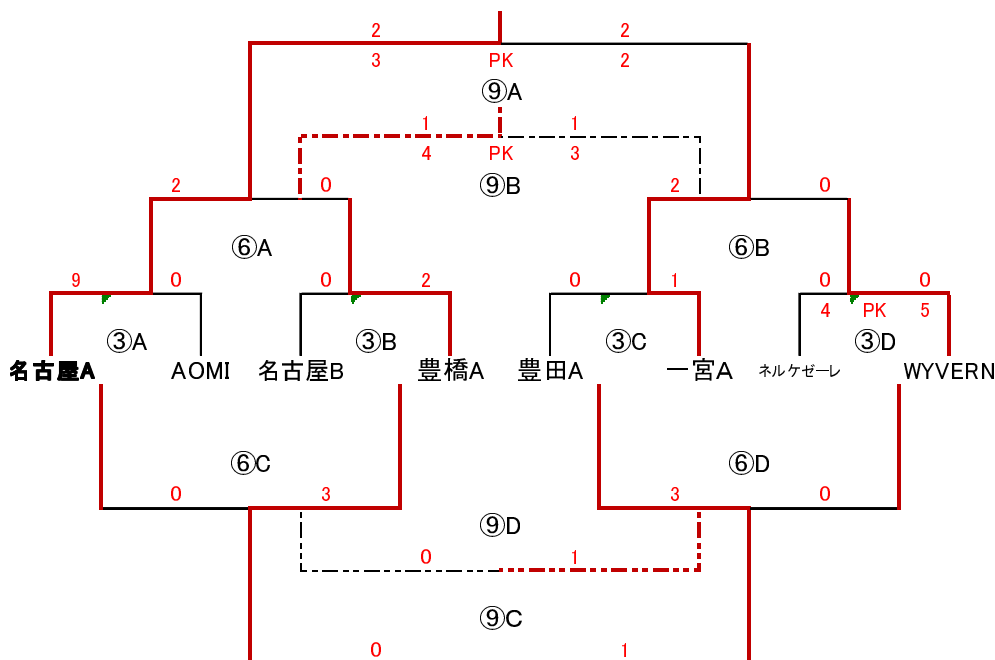 2 2
3 PK 2
⑨A
1 1
4 PK 3
⑨B
2 0 2 0
⑥A ⑥B
9 0 0 2 0 1 0 0
4 PK 5
③A ③B ③C ③D
名古屋A AOMI 名古屋B 豊橋A 豊田A 一宮A ネルケゼーレ WYVERN
⑥C ⑥D
0 3 3 0
⑨D
0 1
⑨C
0 1